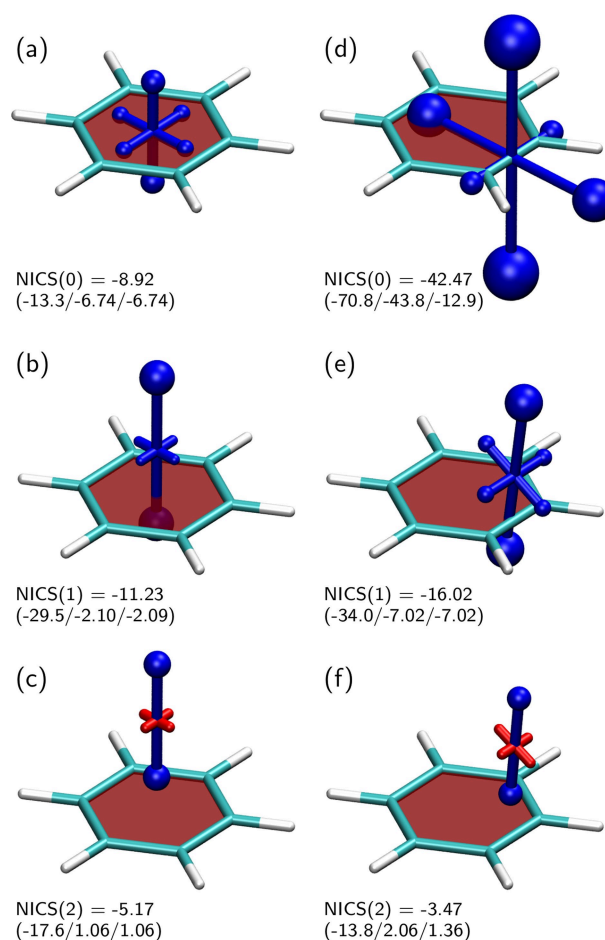 (a)
NICS(0) = -8.92
(-13.3/-6.74/-6.74)
(d)
NICS(0) = -42.47
(-70.8/-43.8/-12.9)
(b)
NICS(1) = -11.23
(-29.5/-2.10/-2.09)
(e)
NICS(1) = -16.02
(-34.0/-7.02/-7.02)
(c)
NICS(2) = -5.17
(-17.6/1.06/1.06)
(f)
NICS(2) = -3.47
(-13.8/2.06/1.36)